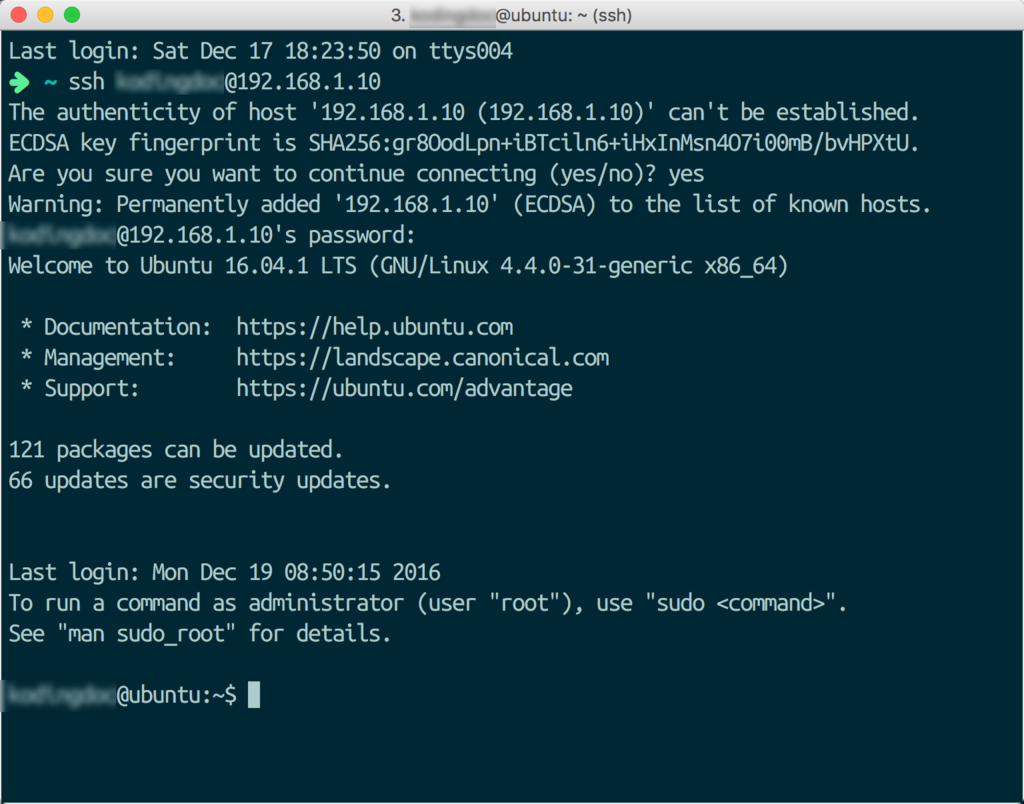 3. @ubuntu: ~ (ssh)
Last login: Sat Dec 17 18:23:50 on ttys004
➜ ~ ssh @192.168.1.10
The authenticity of host '192.168.1.10 (192.168.1.10)' can't be established.
ECDSA key fingerprint is SHA256:gr8OodLpn+iBTciln6+iHxInMsn4O7i00mB/bvHPXtU.
Are you sure you want to continue connecting (yes/no)? yes
Warning: Permanently added '192.168.1.10' (ECDSA) to the list of known hosts.
@192.168.1.10's password:
Welcome to Ubuntu 16.04.1 LTS (GNU/Linux 4.4.0-31-generic x86_64)
* Documentation: https://help.ubuntu.com
* Management: https://landscape.canonical.com
* Support: https://ubuntu.com/advantage
121 packages can be updated.
66 updates are security updates.
Last login: Mon Dec 19 08:50:15 2016
To run a command as administrator (user "root"), use "sudo <command>".
See "man sudo_root" for details.
@ubuntu:~$